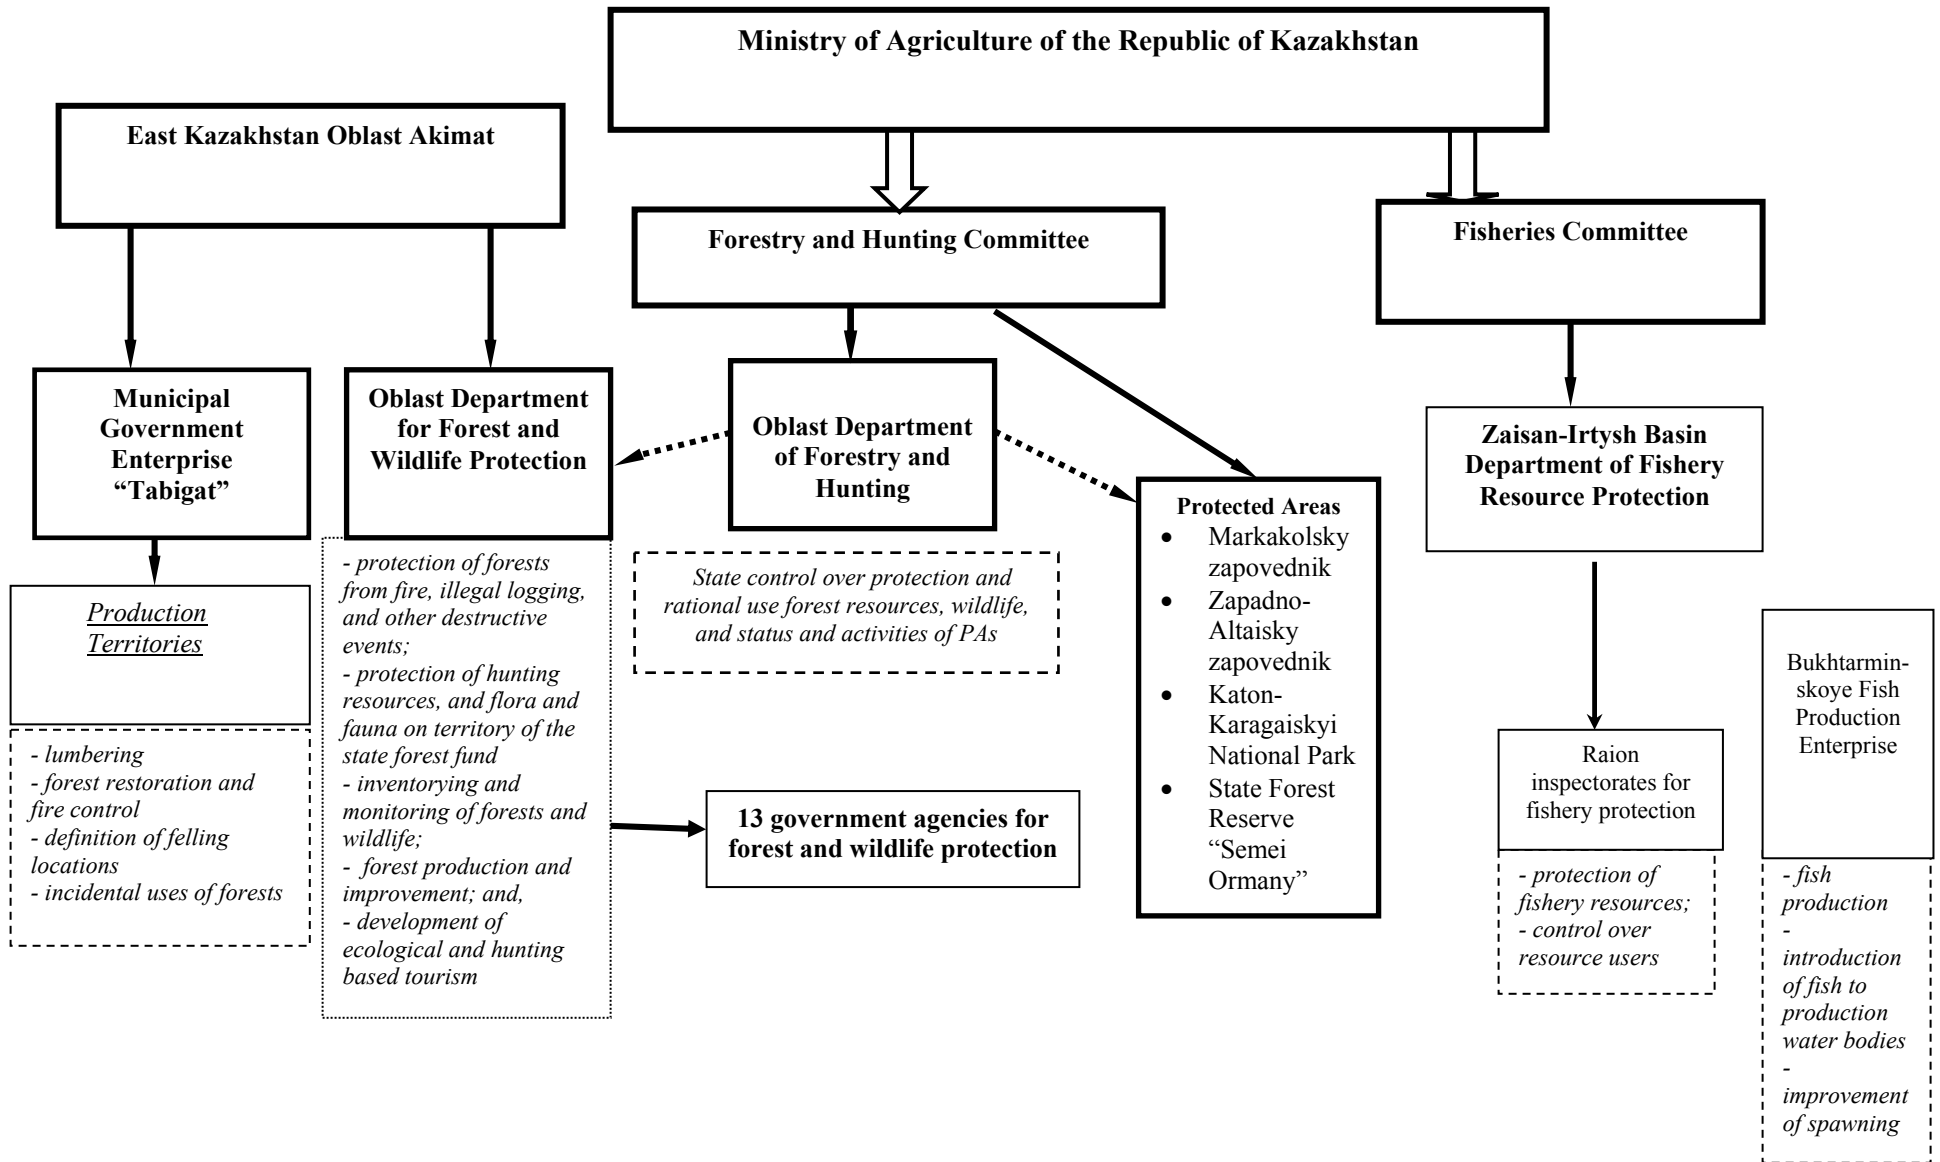 Ministry of Agriculture of the Republic of Kazakhstan
East Kazakhstan Oblast Akimat
Forestry and Hunting Committee
Fisheries Committee
Municipal
Government
Enterprise
“Tabigat”
Oblast Department
for Forest and
Wildlife Protection
Oblast Department
of Forestry and
Hunting
Zaisan-Irtysh Basin
Department of Fishery
Resource Protection
Protected Areas
• Markakolsky
zapovednik
• Zapadno-
Altaisky
zapovednik
• Katon-
Karagaiskyi
National Park
• State Forest
Reserve
“Semei
Ormany”
Production
Territories
- lumbering
- forest restoration and
fire control
- definition of felling
locations
- incidental uses of forests
- protection of forests
from fire, illegal logging,
and other destructive
events;
- protection of hunting
resources, and flora and
fauna on territory of the
state forest fund
- inventorying and
monitoring of forests and
wildlife;
- forest production and
improvement; and,
- development of
ecological and hunting
based tourism
State control over protection and
rational use forest resources, wildlife,
and status and activities of PAs
13 government agencies for
forest and wildlife protection
Raion
inspectorates for
fishery protection
- protection of
fishery resources;
- control over
resource users
Bukhtarmin-
skoye Fish
Production
Enterprise
- fish
production
-
introduction
of fish to
production
water bodies
-
improvement
of spawning